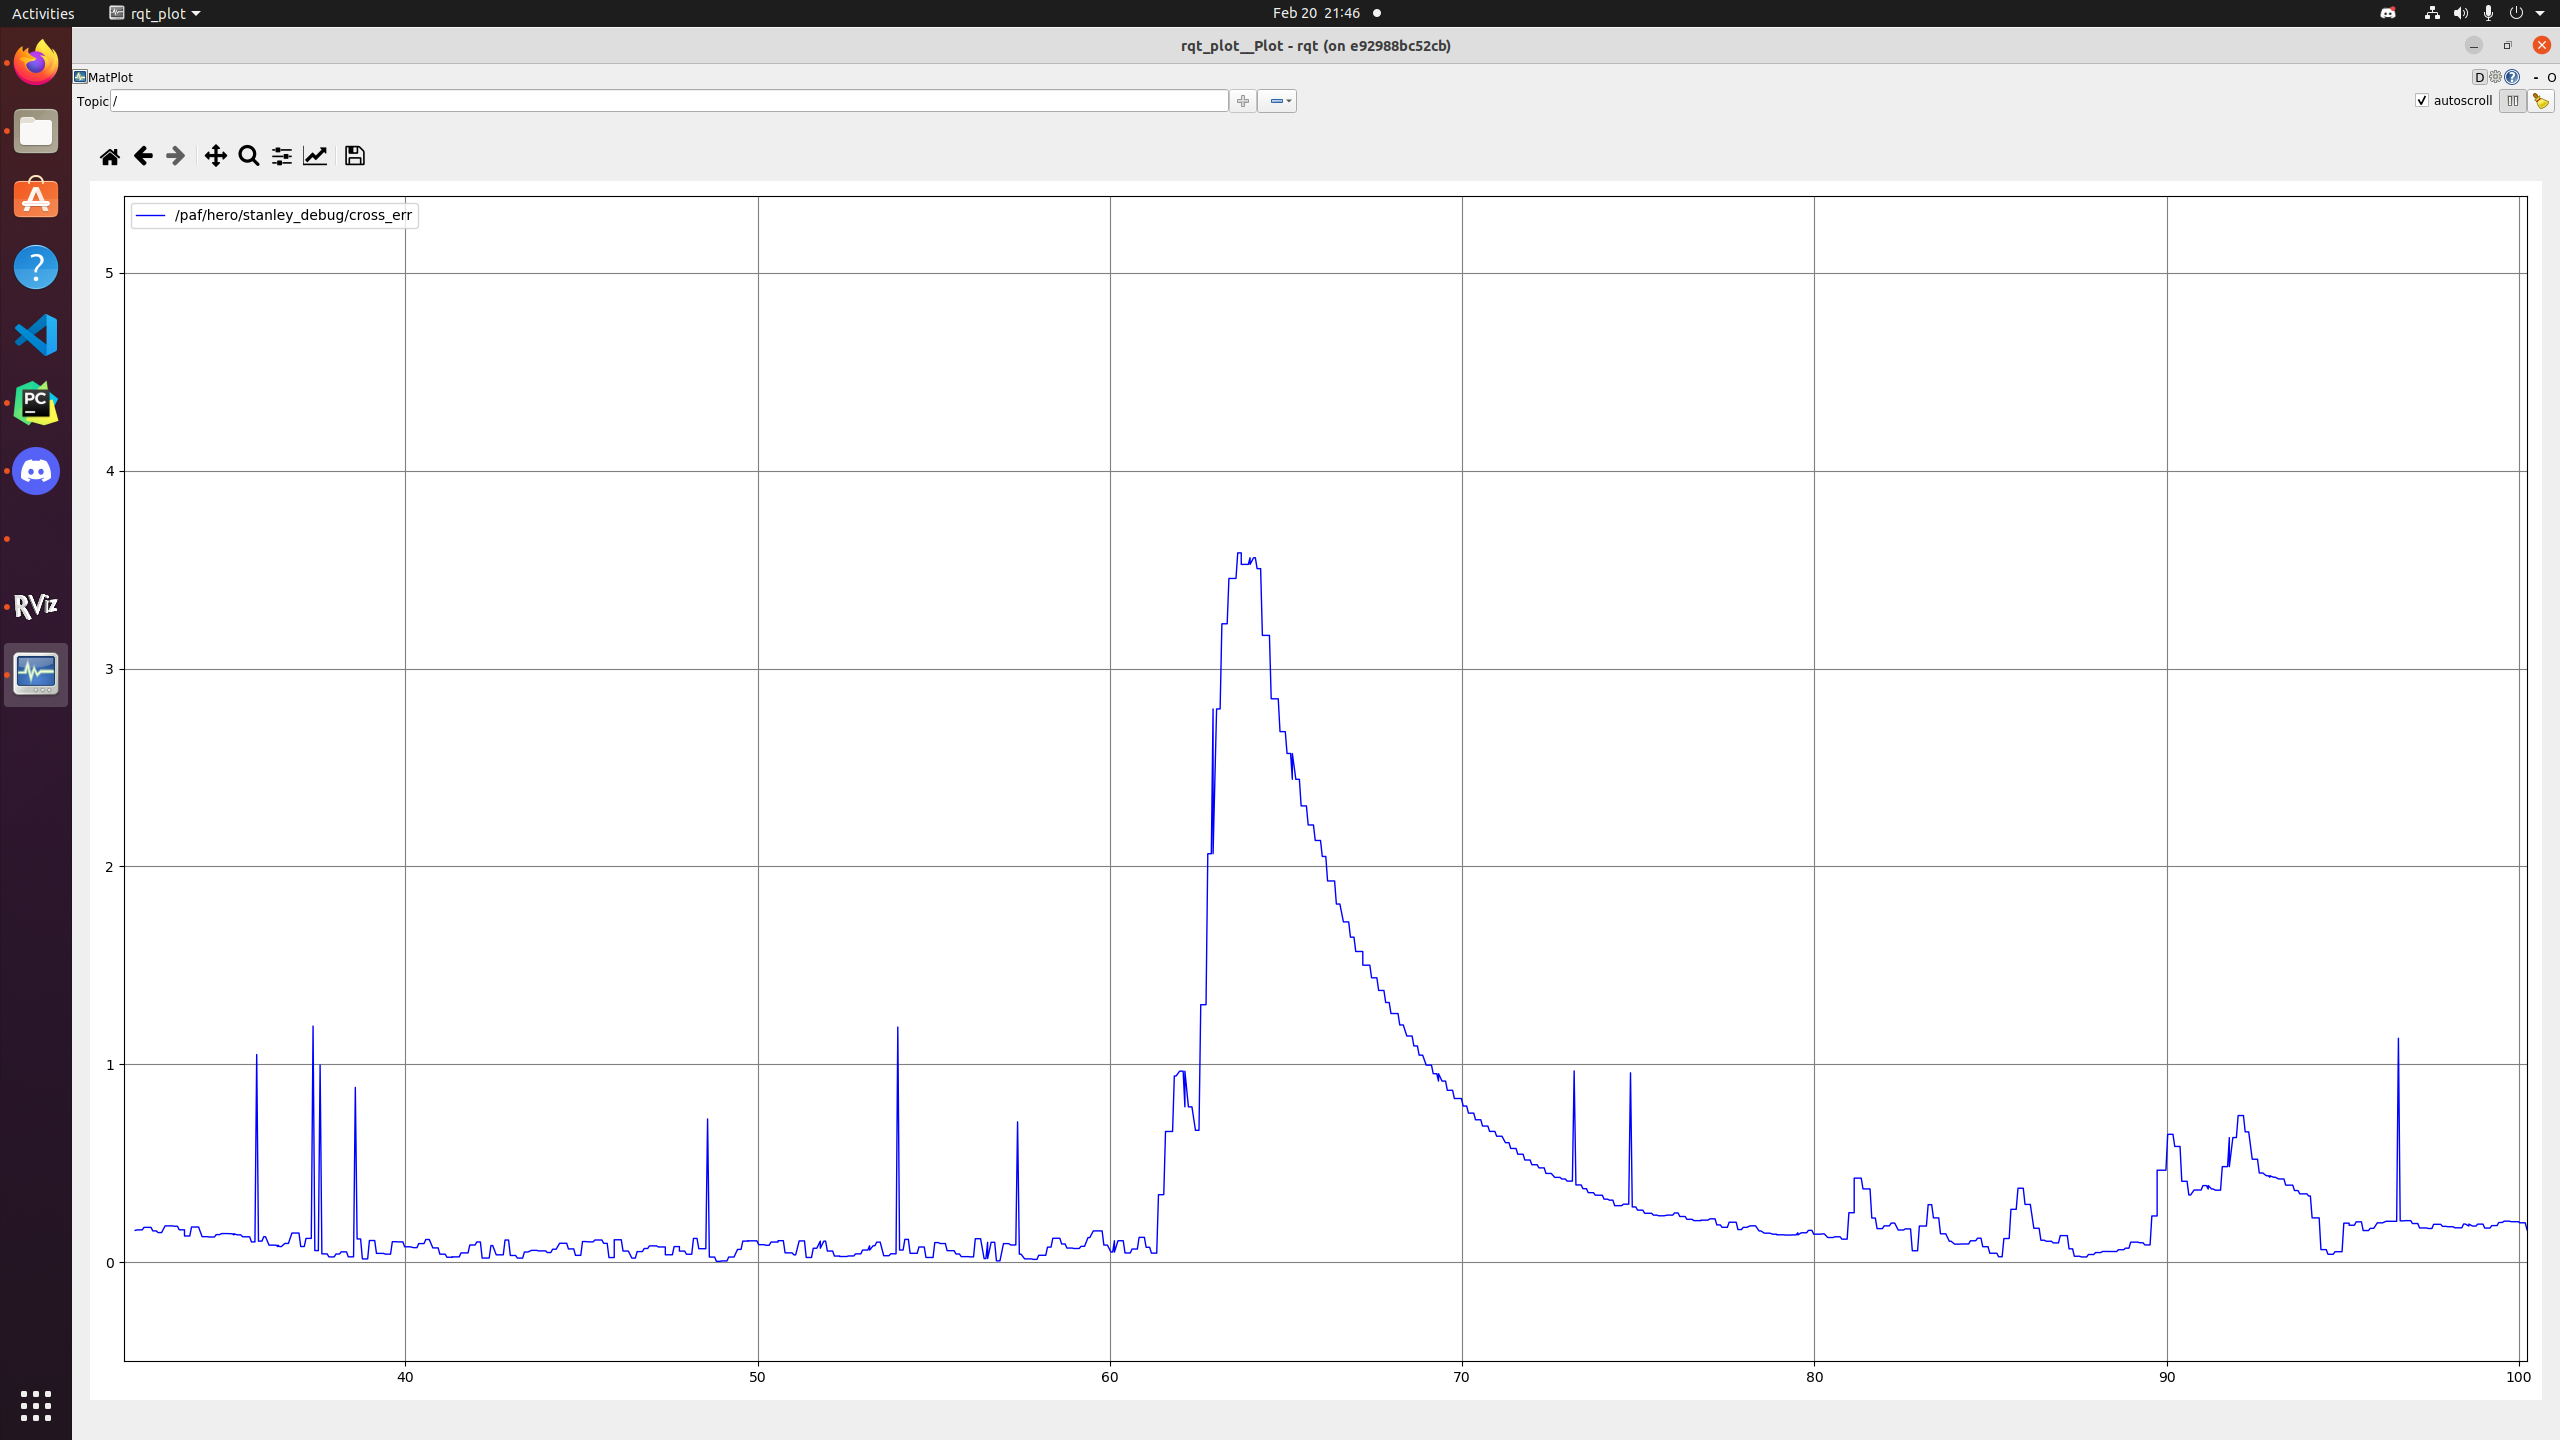 Activities rqt_plot Feb 20 21:46
rqt_plot__Plot - rqt (on e92988bc52cb)
MatPlot D ? - O
Topic / autoscroll
/paf/hero/stanley_debug/cross_err
5
4
3
2
1
0
40 50 60 70 80 90 100
?
PC
RViz